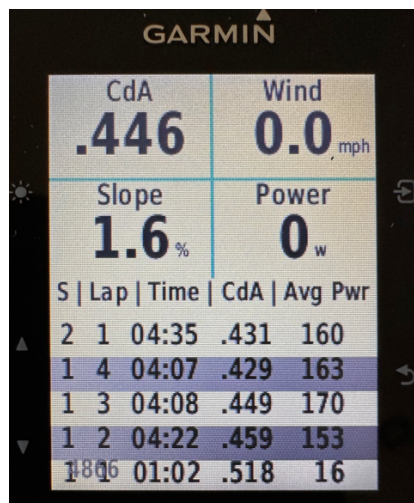 GARMIN
CdA Wind
.446 0.0 mph
Slope Power
1.6 % 0 w
S | Lap | Time | CdA | Avg Pwr
2 1 04:35 .431 160
1 4 04:07 .429 163
1 3 04:08 .449 170
1 2 04:22 .459 153
1 1 01:02 .518 16